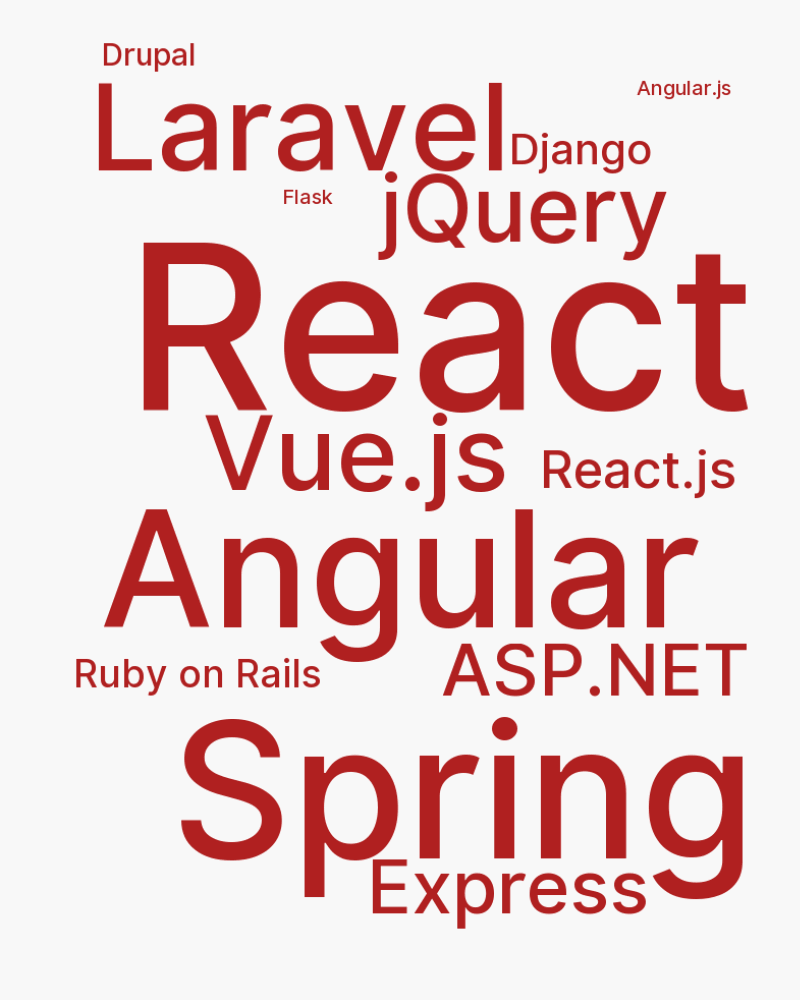 Drupal
Angular.js
Laravel
Django
Flask
jQuery
React
Vue.js
React.js
Angular
Ruby on Rails
ASP.NET
Spring
Express